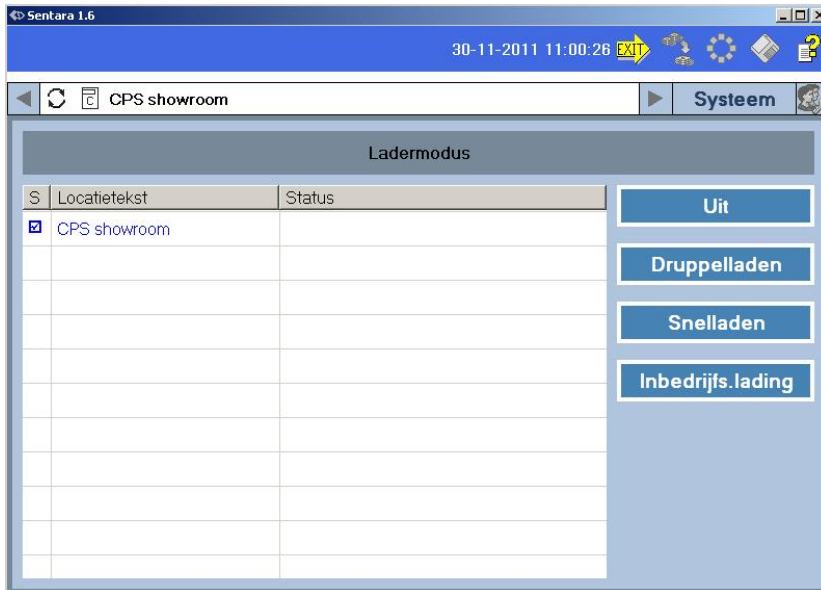 Sentara 1.6
30-11-2011 11:00:26 EXIT
C CPS showroom Systeem
Ladermodus
S Locatietekst Status
Uit
CPS showroom
Druppelladen
Snelladen
Inbedrijfs.lading